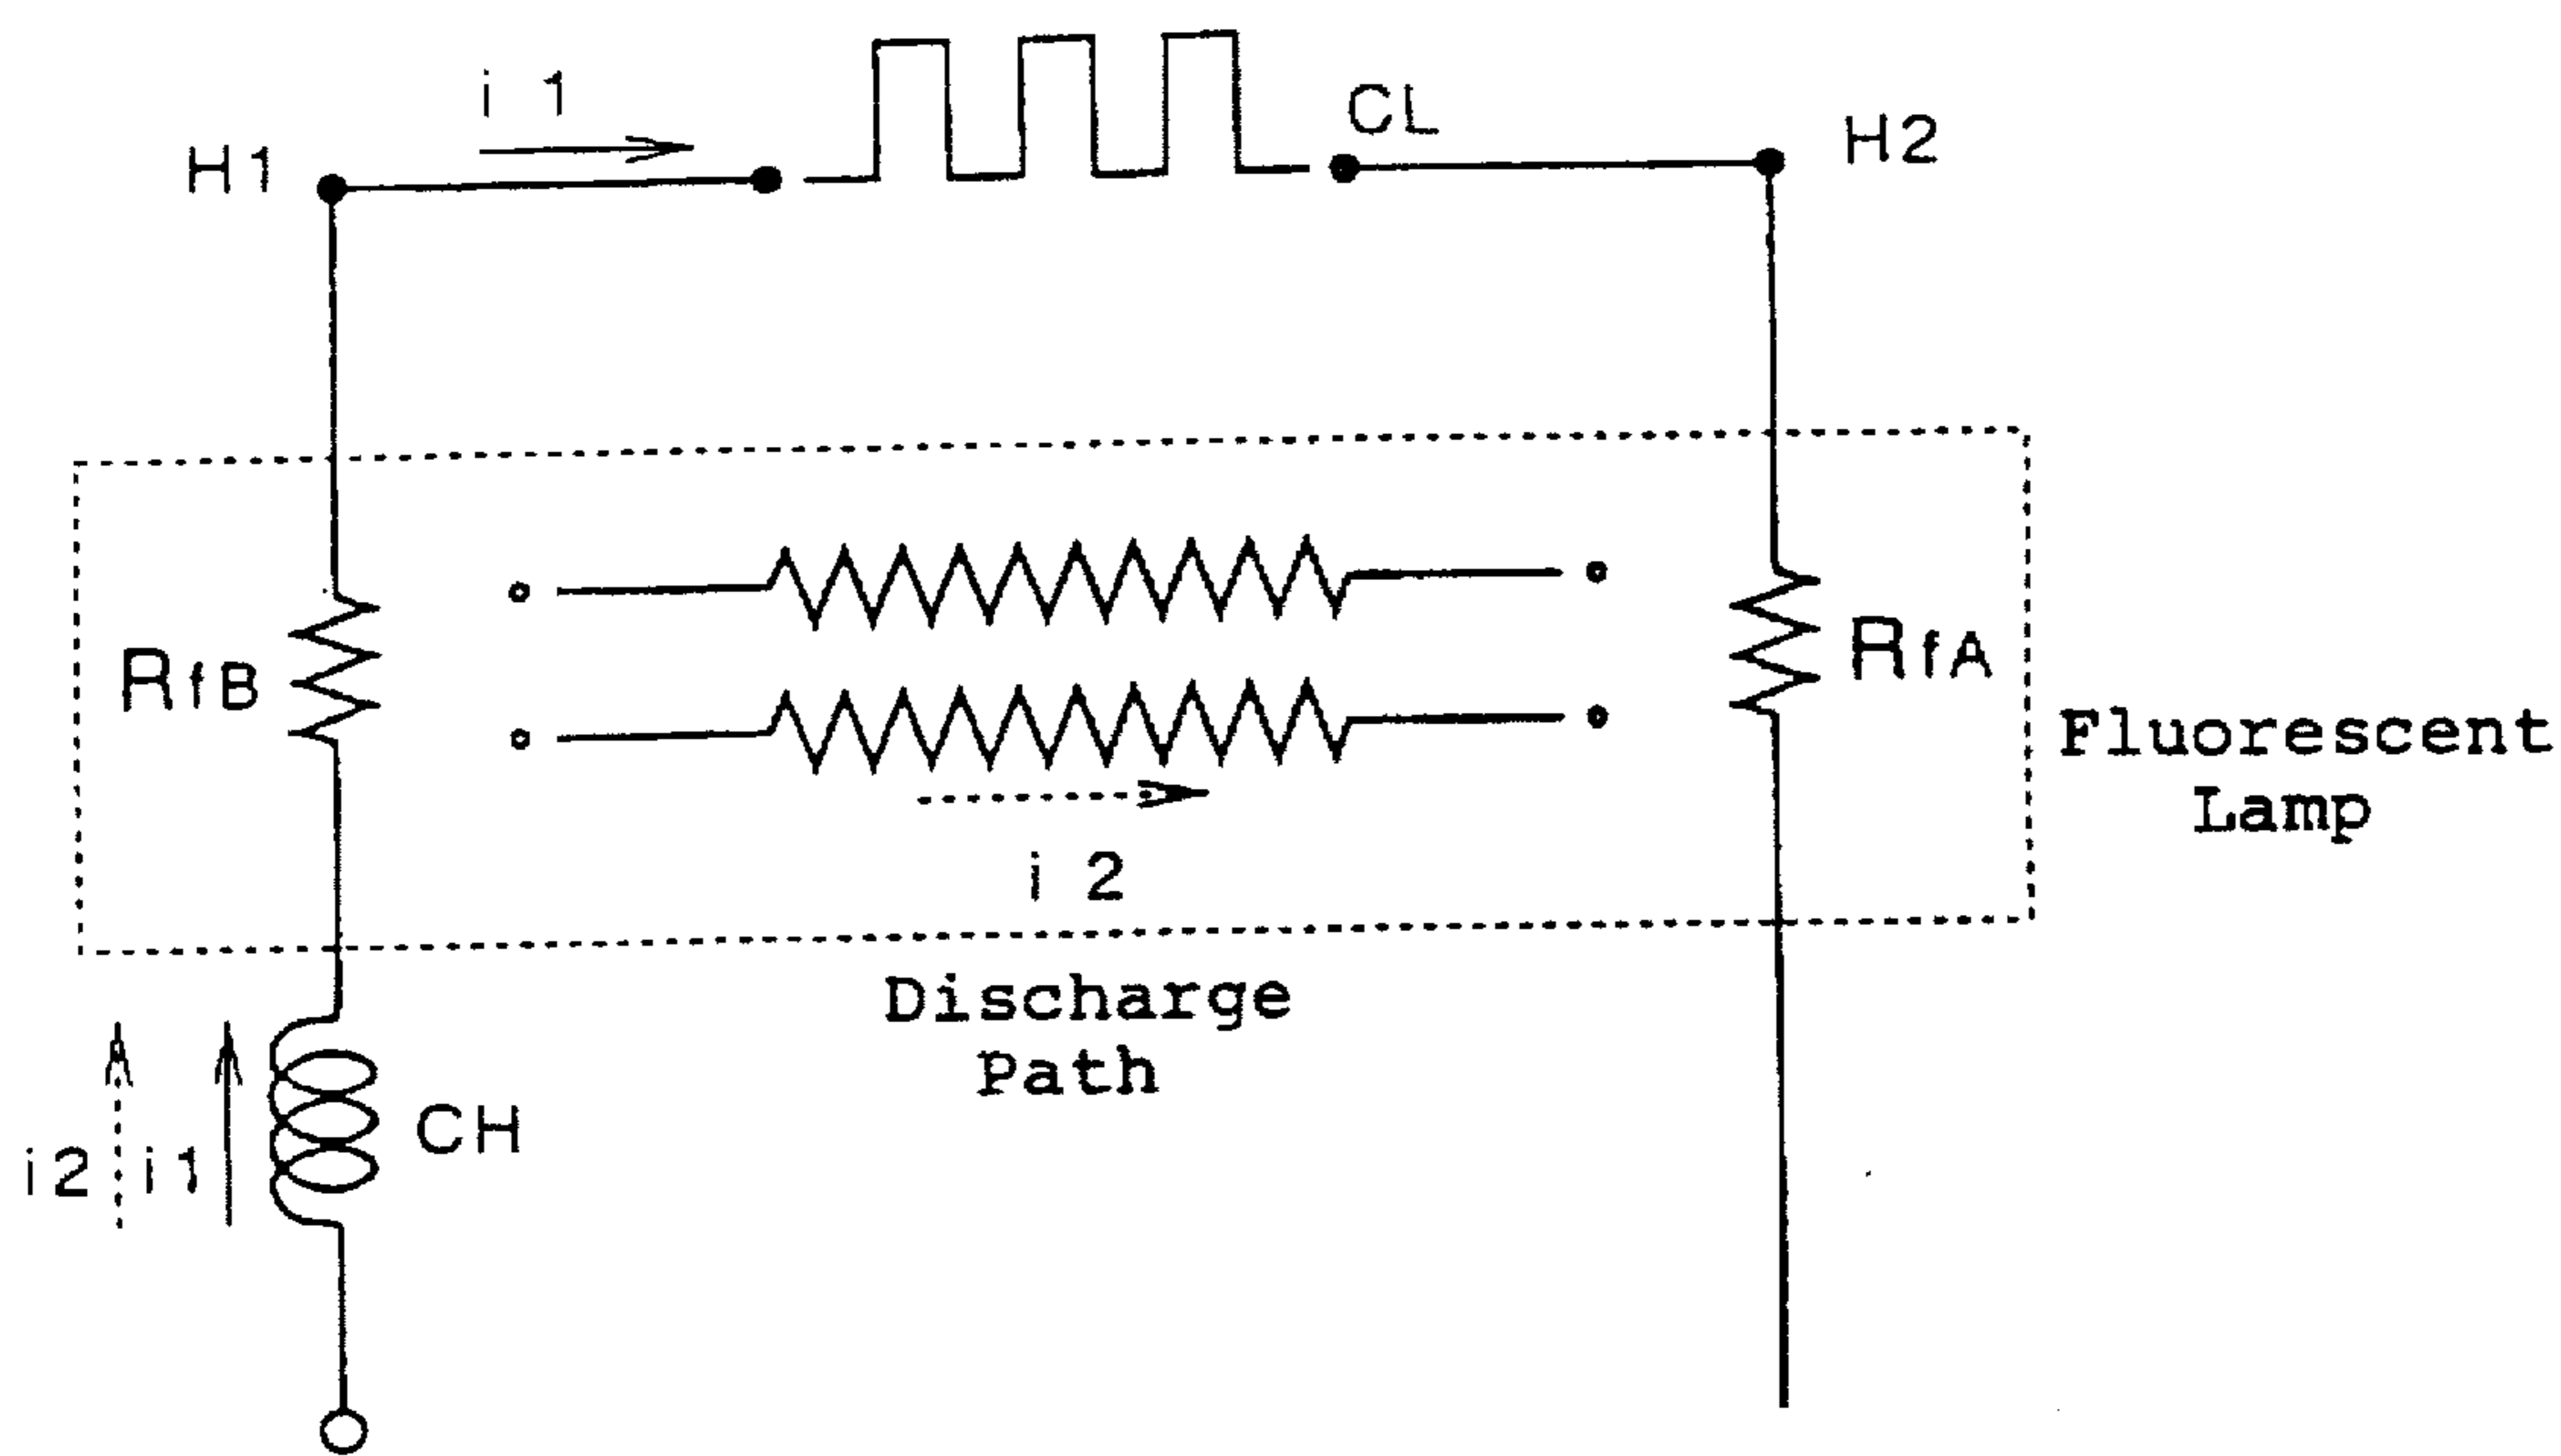 i 1
CL
H1
H2
RfB
RfA
Fluorescent
Lamp
i 2
Discharge
Path
i2
i1
CH